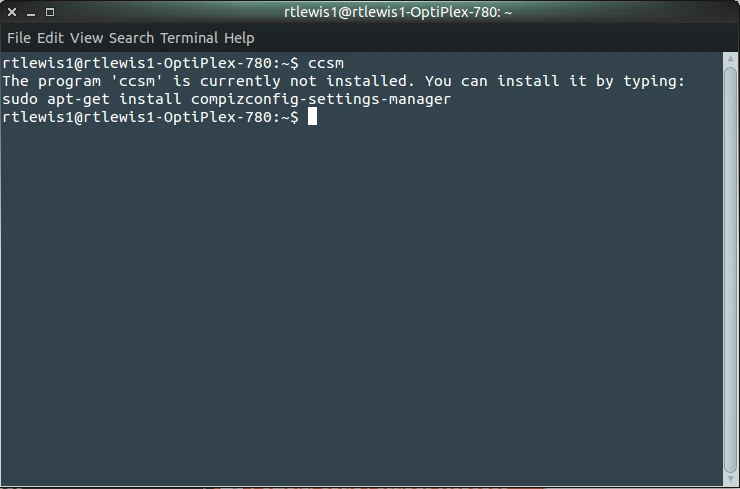 rtlewis1@rtlewis1-OptiPlex-780: ~
File Edit View Search Terminal Help
rtlewis1@rtlewis1-OptiPlex-780:~$ ccsm
The program 'ccsm' is currently not installed. You can install it by typing:
sudo apt-get install compizconfig-settings-manager
rtlewis1@rtlewis1-OptiPlex-780:~$